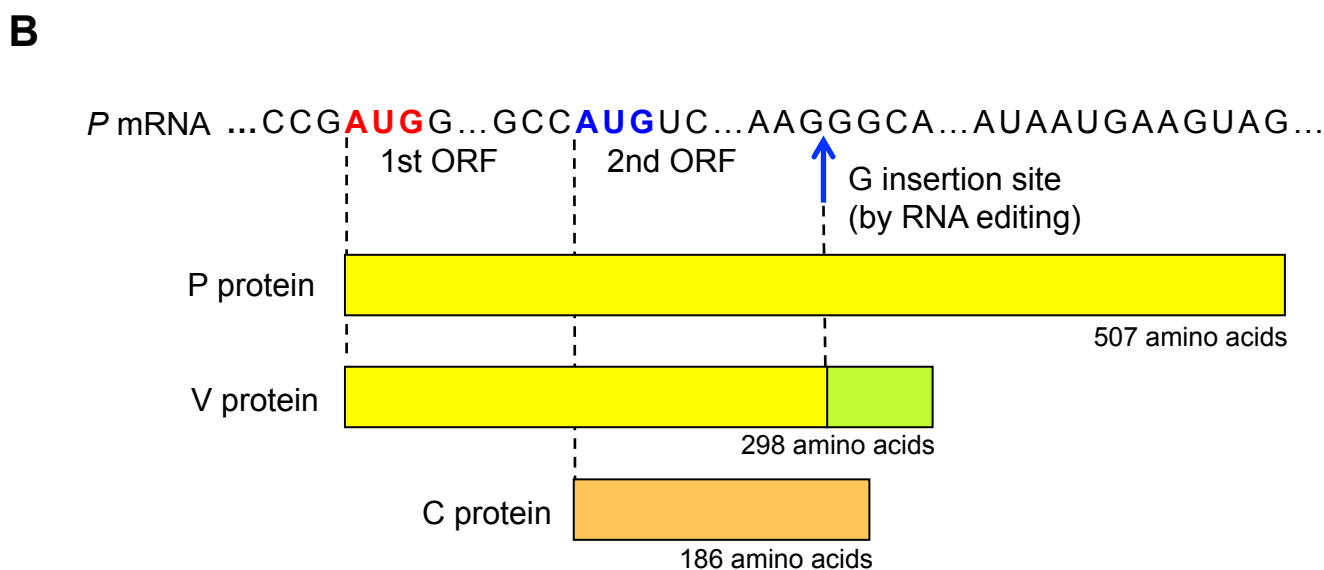 B
P mRNA ...CCGAUGG...GCCAUGUC...AAGGGCA...AUAAUGAAGUAG...
1st ORF 2nd ORF
G insertion site
(by RNA editing)
P protein
507 amino acids
V protein
298 amino acids
C protein
186 amino acids